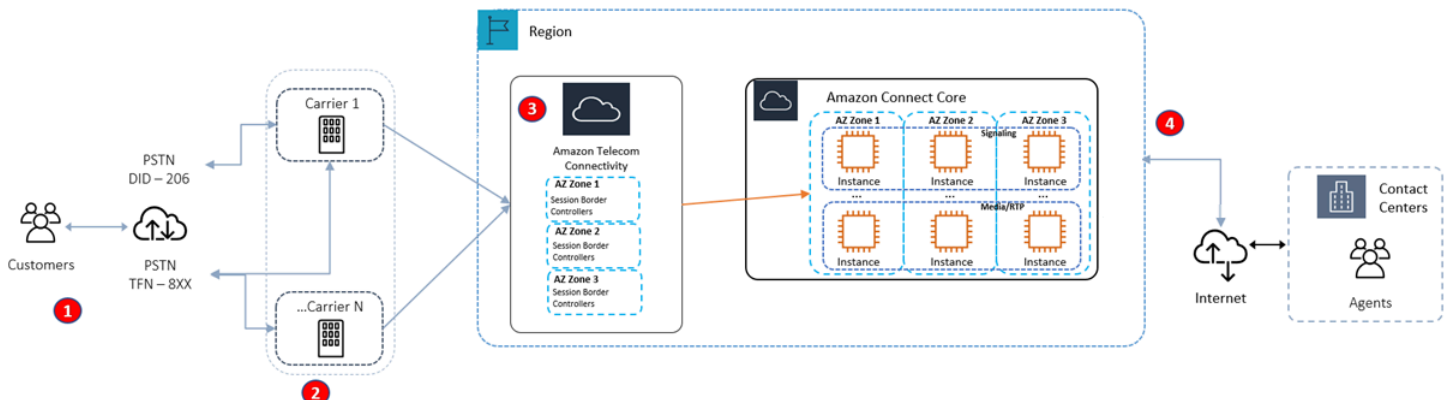 Customers
1
PSTN
DID – 206
PSTN
TFN – 8XX
Carrier 1
...Carrier N
2
Region
3
Amazon Telecom
Connectivity
AZ Zone 1
Session Border
Controllers
AZ Zone 2
Session Border
Controllers
AZ Zone 3
Session Border
Controllers
Amazon Connect Core
AZ Zone 1
AZ Zone 2
AZ Zone 3
Signaling
Instance
Instance
Instance
...
...
...
Media/RTP
Instance
Instance
Instance
4
Internet
Contact
Centers
Agents